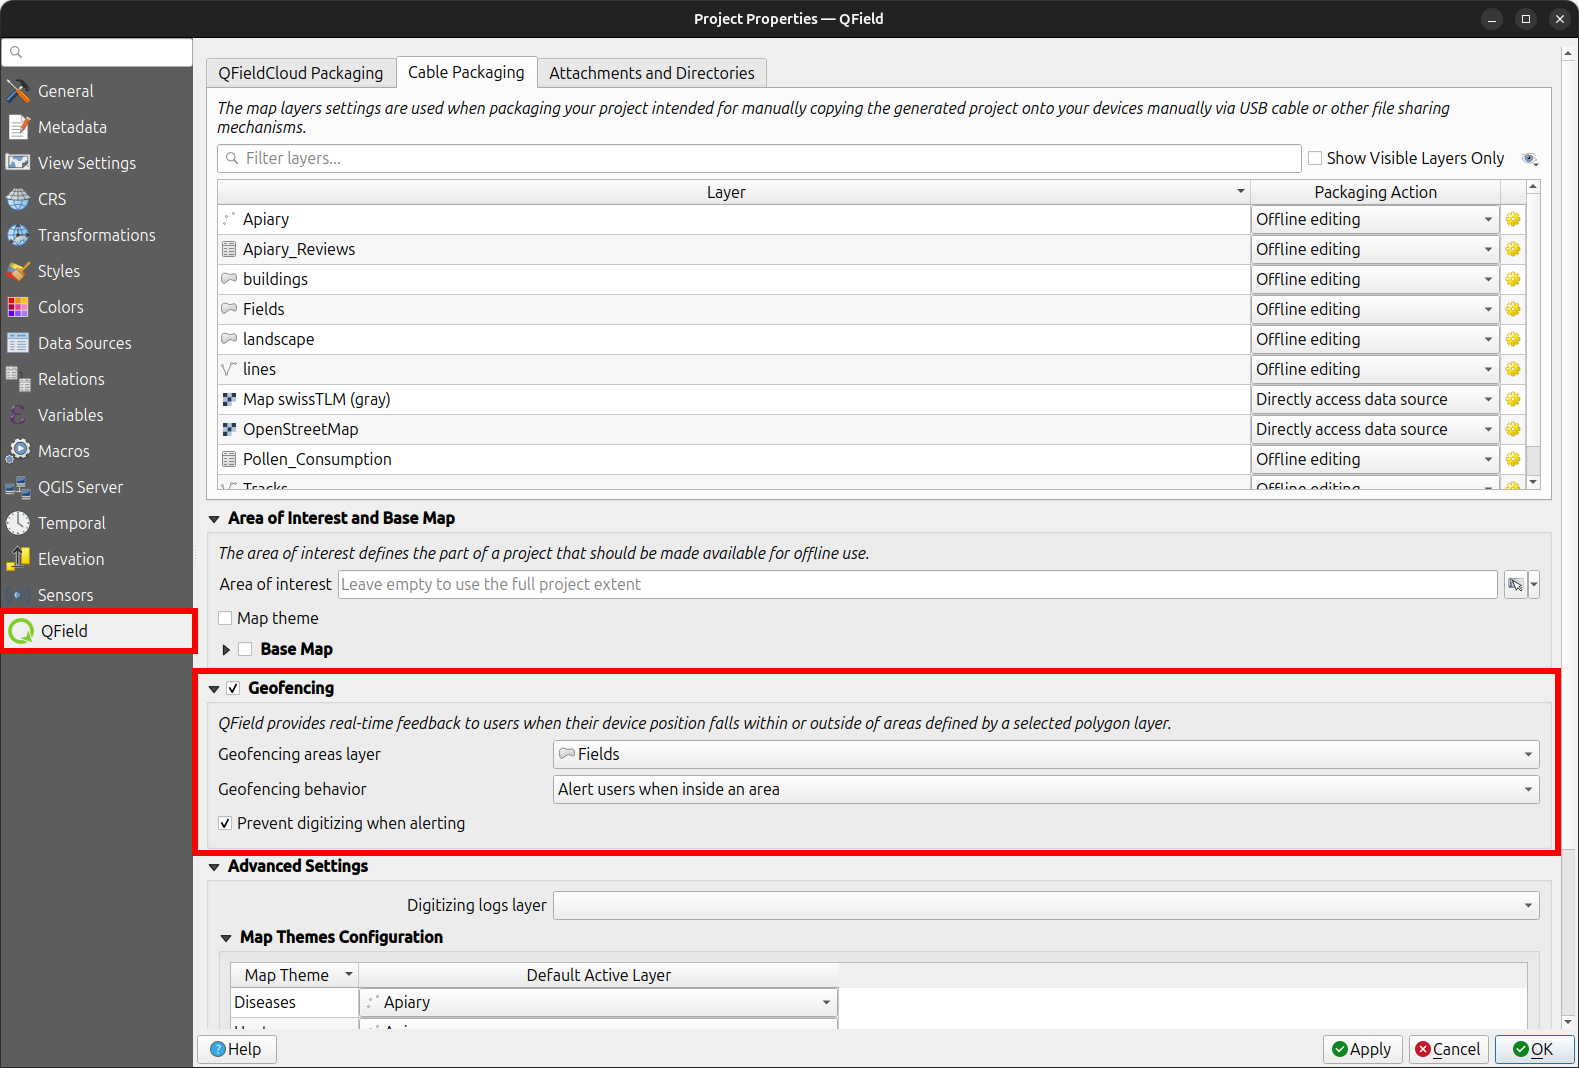 Project Properties — QField
General
Metadata
View Settings
CRS
Transformations
Styles
Colors
Data Sources
Relations
Variables
Macros
QGIS Server
Temporal
Elevation
Sensors
QField
QFieldCloud Packaging
Cable Packaging
Attachments and Directories
The map layers settings are used when packaging your project intended for manually copying the generated project onto your devices manually via USB cable or other file sharing
mechanisms.
Filter layers...
Show Visible Layers Only
Layer Packaging Action
Apiary Offline editing
Apiary_Reviews Offline editing
buildings Offline editing
Fields Offline editing
landscape Offline editing
lines Offline editing
Map swissTLM (gray) Directly access data source
OpenStreetMap Directly access data source
Pollen_Consumption Offline editing
Tracks Offline editing
Area of Interest and Base Map
The area of interest defines the part of a project that should be made available for offline use.
Area of interest Leave empty to use the full project extent
Map theme
Base Map
Geofencing
QField provides real-time feedback to users when their device position falls within or outside of areas defined by a selected polygon layer.
Geofencing areas layer Fields
Geofencing behavior Alert users when inside an area
Prevent digitizing when alerting
Advanced Settings
Digitizing logs layer
Map Themes Configuration
Map Theme Default Active Layer
Diseases Apiary
Help
Apply
Cancel
OK